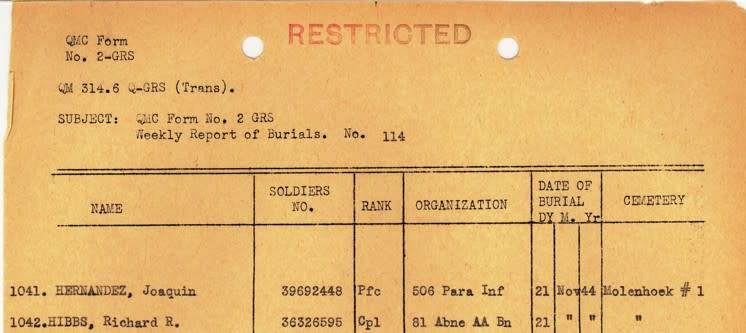 RESTRICTED
QMC Form
No. 2-GRS
QM 314.6 Q-GRS (Trans).
SUBJECT: QMC Form No. 2 GRS
Weekly Report of Burials. No. 114
NAME SOLDIERS NO. RANK ORGANIZATION DATE OF BURIAL DY M. Yr CEMETERY
1041. HERNANDEZ, Joaquin 39692448 Pfc 506 Para Inf 21 Nov 44 Molenhoek # 1
1042. HIBBS, Richard R. 36326595 Cpl 81 Abne AA Bn 21 " " "